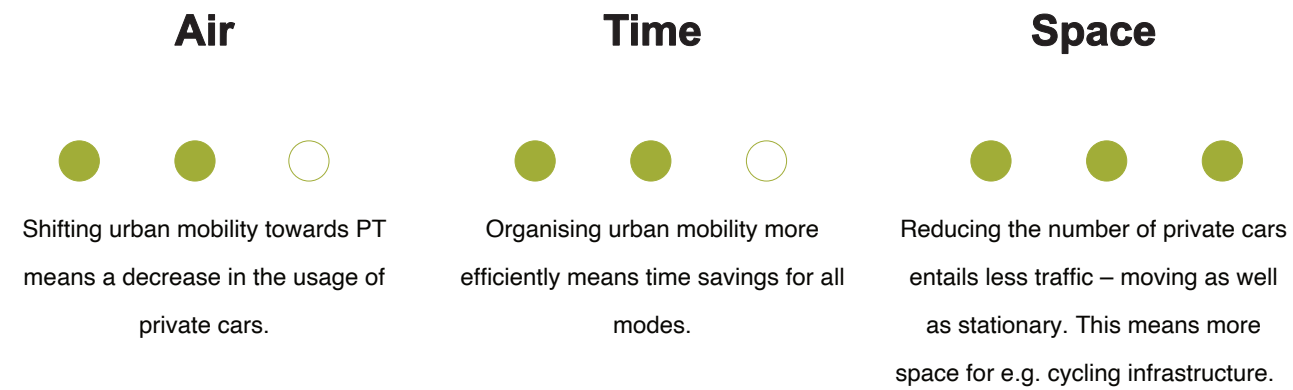 Air
Shifting urban mobility towards PT
means a decrease in the usage of
private cars.
Time
Organising urban mobility more
efficiently means time savings for all
modes.
Space
Reducing the number of private cars
entails less traffic – moving as well
as stationary. This means more
space for e.g. cycling infrastructure.